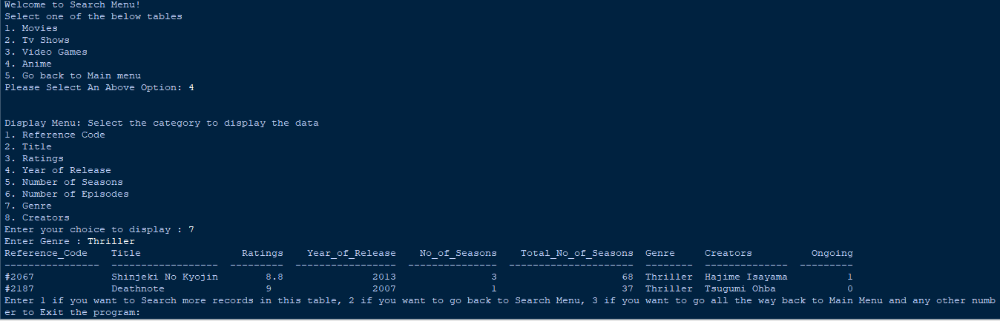 Welcome to Search Menu!
Select one of the below tables
1. Movies
2. Tv Shows
3. Video Games
4. Anime
5. Go back to Main menu
Please Select An Above Option: 4
Display Menu: Select the category to display the data
1. Reference Code
2. Title
3. Ratings
4. Year of Release
5. Number of Seasons
6. Number of Episodes
7. Genre
8. Creators
Enter your choice to display : 7
Enter Genre : Thriller
Reference_Code    Title                 Ratings    Year_of_Release    No_of_Seasons    Total_No_of_Seasons  Genre     Creators          Ongoing
----------------  ------------------  ---------  -----------------  ---------------  ---------------------  --------  --------------  ---------
#2067             Shinjeki No Kyojin        8.8               2013                3                     68  Thriller  Hajime Isayama          1
#2187             Deathnote                 9                 2007                1                     37  Thriller  Tsugumi Ohba            0
Enter 1 if you want to Search more records in this table, 2 if you want to go back to Search Menu, 3 if you want to go all the way back to Main Menu and any other numb
er to Exit the program: